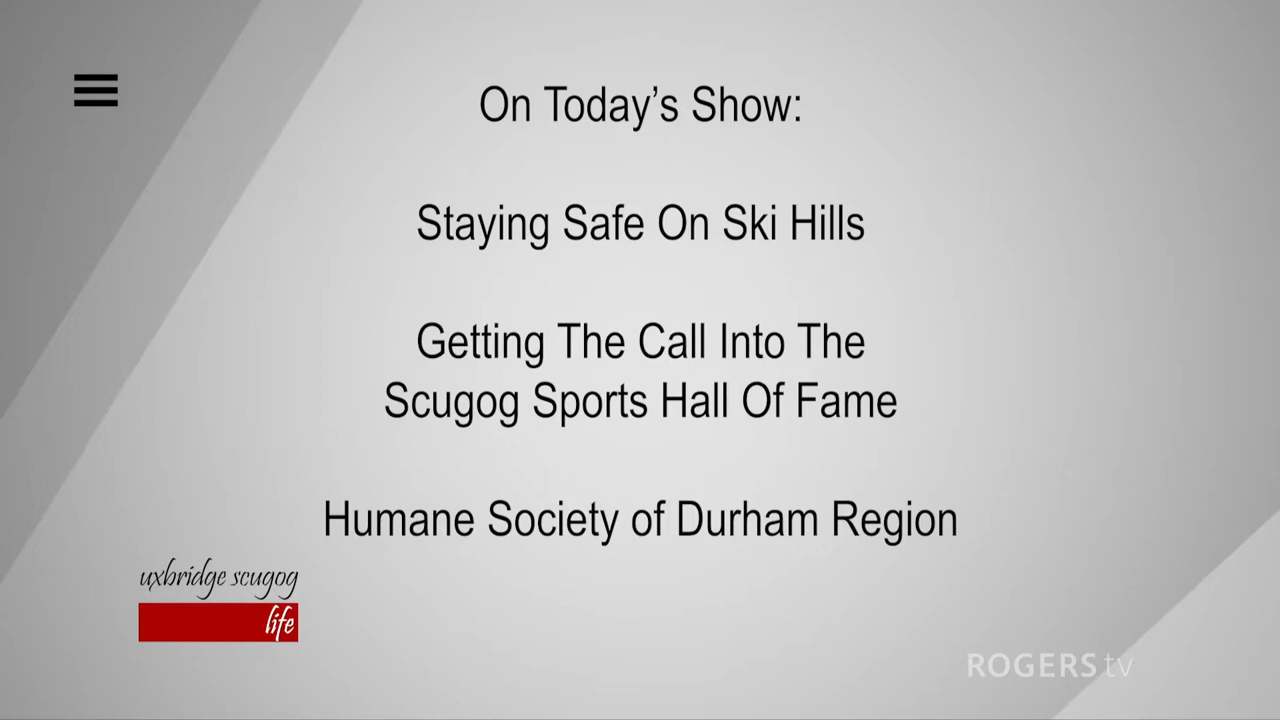 On Today’s Show:
Staying Safe On Ski Hills
Getting The Call Into The
Scugog Sports Hall Of Fame
Humane Society of Durham Region
uxbridge scugog
life
ROGERS tv